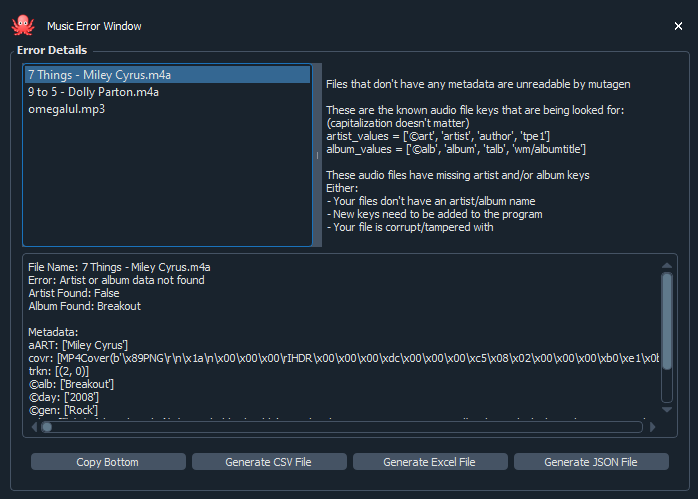 Music Error Window
Error Details
7 Things - Miley Cyrus.m4a
9 to 5 - Dolly Parton.m4a
omegalul.mp3
Files that don't have any metadata are unreadable by mutagen
These are the known audio file keys that are being looked for:
(capitalization doesn't matter)
artist_values = ['©art', 'artist', 'author', 'tpe1']
album_values = ['©alb', 'album', 'talb', 'wm/albumtitle']
These audio files have missing artist and/or album keys
Either:
- Your files don't have an artist/album name
- New keys need to be added to the program
- Your file is corrupt/tampered with
File Name: 7 Things - Miley Cyrus.m4a
Error: Artist or album data not found
Artist Found: False
Album Found: Breakout
Metadata:
aART: ['Miley Cyrus']
covr: [MP4Cover(b'\x89PNG\r\n\x1a\n\x00\x00\x00\rIHDR\x00\x00\x00\xdc\x00\x00\x00\xc5\x08\x02\x00\x00\x00\xb0\xe1\x0b
trkn: [(2, 0)]
©alb: ['Breakout']
©day: ['2008']
©gen: ['Rock']
Copy Bottom
Generate CSV File
Generate Excel File
Generate JSON File